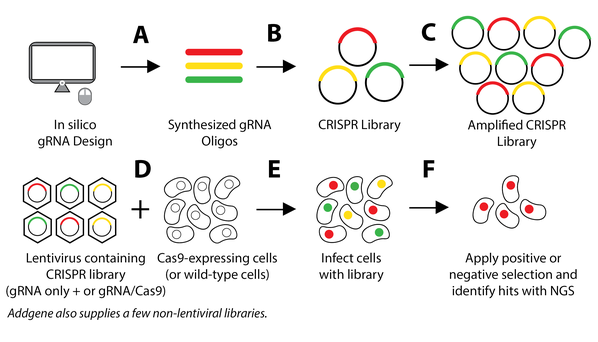 A
B
C
In silico
gRNA Design
Synthesized gRNA
Oligos
CRISPR Library
Amplified CRISPR
Library
D
E
F
Lentivirus containing
CRISPR library
(gRNA only + or gRNA/Cas9)
Cas9-expressing cells
(or wild-type cells)
Infect cells
with library
Apply positive or
negative selection and
identify hits with NGS
Addgene also supplies a few non-lentiviral libraries.